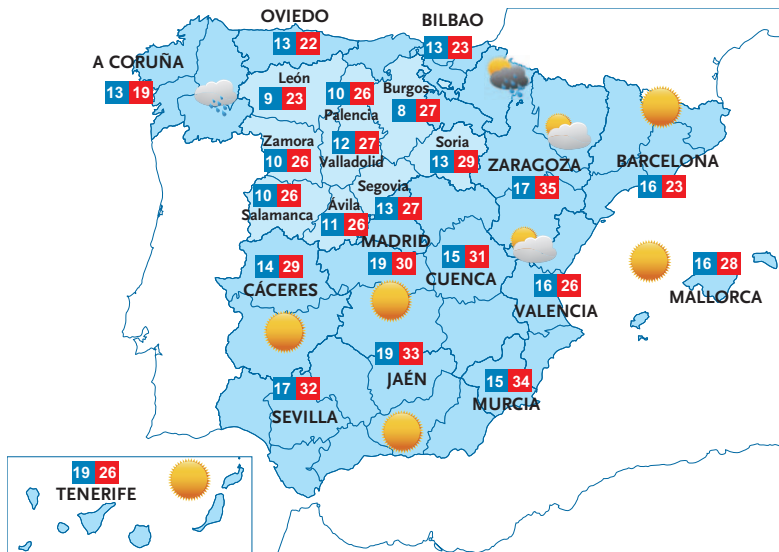 OVIEDO
13 22
BILBAO
13 23
A CORUÑA
13 19
León
9 23
10 26
Palencia
Burgos
8 27
Zamora
10 26
12 27
Valladolid
Soria
13 29
ZARAGOZA
17 35
BARCELONA
16 23
10 26
Salamanca
Ávila
11 26
Segovia
13 27
MADRID
19 30
15 31
CUENCA
14 29
CÁCERES
16 26
VALENCIA
16 28
MALLORCA
19 33
JAÉN
17 32
SEVILLA
15 34
MURCIA
19 26
TENERIFE